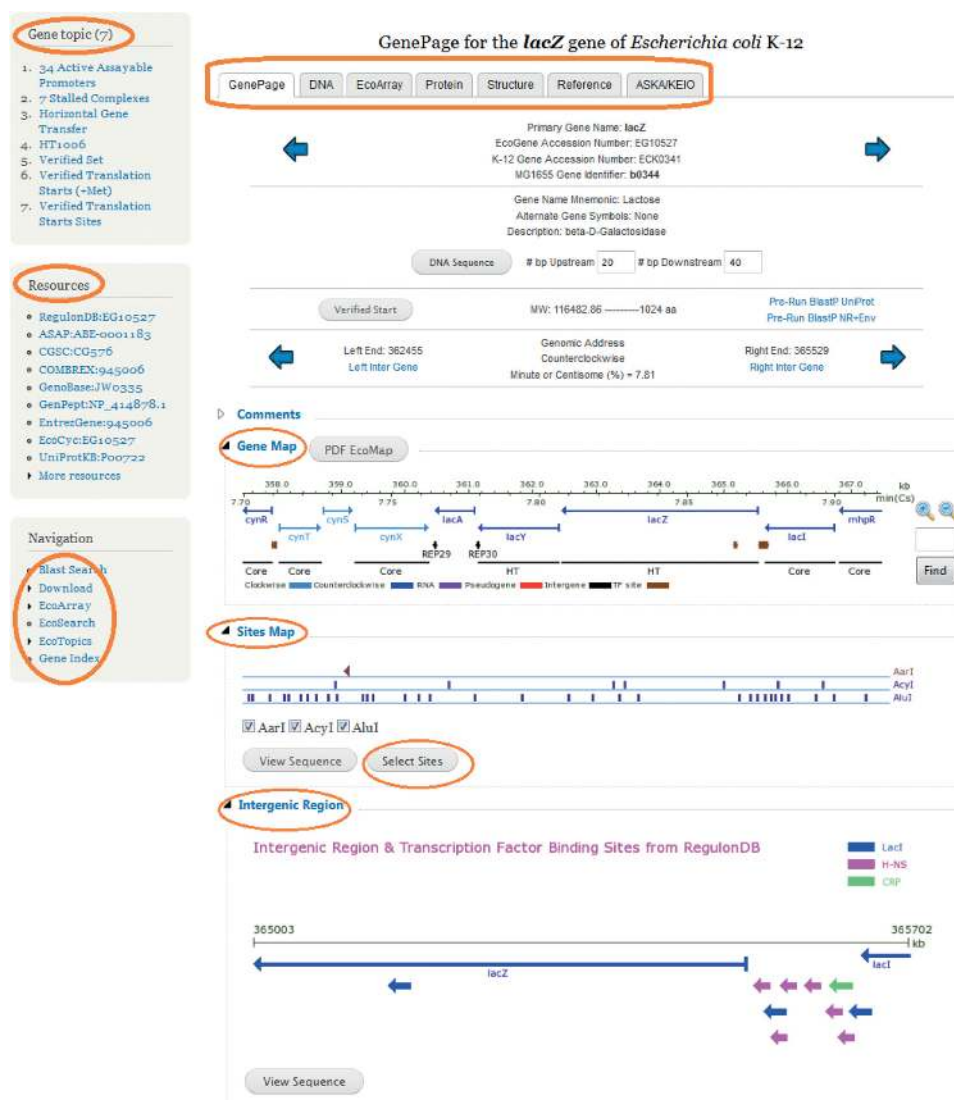 Gene topic (7)
1. 34 Active Assayable
Promoters
2. 7 Stalled Complexes
3. Horizontal Gene
Transfer
4. HT1006
5. Verified Set
6. Verified Translation
Starts (+Met)
7. Verified Translation
Starts Sites
Resources
RegulonDB:EG10527
ASAP:ABE-0001183
CGSC:CG576
COMBREX:945006
GenoBase:JW0335
GenPept:NP_414878.1
EntrezGene:945006
EcoCyc:EG10527
UniProtKB:P00722
More resources
Navigation
Blast Search
Download
EcoArray
EcoSearch
EcoTopics
Gene Index
GenePage for the lacZ gene of Escherichia coli K-12
GenePage DNA EcoArray Protein Structure Reference ASKA/KEIO
Primary Gene Name: lacZ
EcoGene Accession Number: EG10527
K-12 Gene Accession Number: ECK0341
MG1655 Gene Identifier: b0344
Gene Name Mnemonic: Lactose
Alternate Gene Symbols: None
Description: beta-D-Galactosidase
DNA Sequence # bp Upstream 20 # bp Downstream 40
Verified Start MW: 116482.86 ---------1024 aa Pre-Run BlastP UniProt
Pre-Run BlastP NR+Env
Left End: 362455 Genomic Address Right End: 365529
Left Inter Gene Counterclockwise Right Inter Gene
Minute or Centisome (%) = 7.81
Comments
Gene Map PDF EcoMap
358.0 359.0 360.0 361.0 362.0 363.0 364.0 365.0 366.0 367.0 kb
7.70 7.75 7.80 7.85 7.90 min(Cs)
cynR cynS lacA lacZ mhpR
cynT cynX lacY lacI
REP29 REP30
Core Core Core HT HT Core Core
Clockwise Counterclockwise RNA Pseudogene Intergene TF site
Find
Sites Map
AarI
AcyI
AluI
AarI AcyI AluI
View Sequence Select Sites
Intergenic Region
Intergenic Region & Transcription Factor Binding Sites from RegulonDB
LacI
H-NS
CRP
365003 365702
kb
lacZ lacI
View Sequence